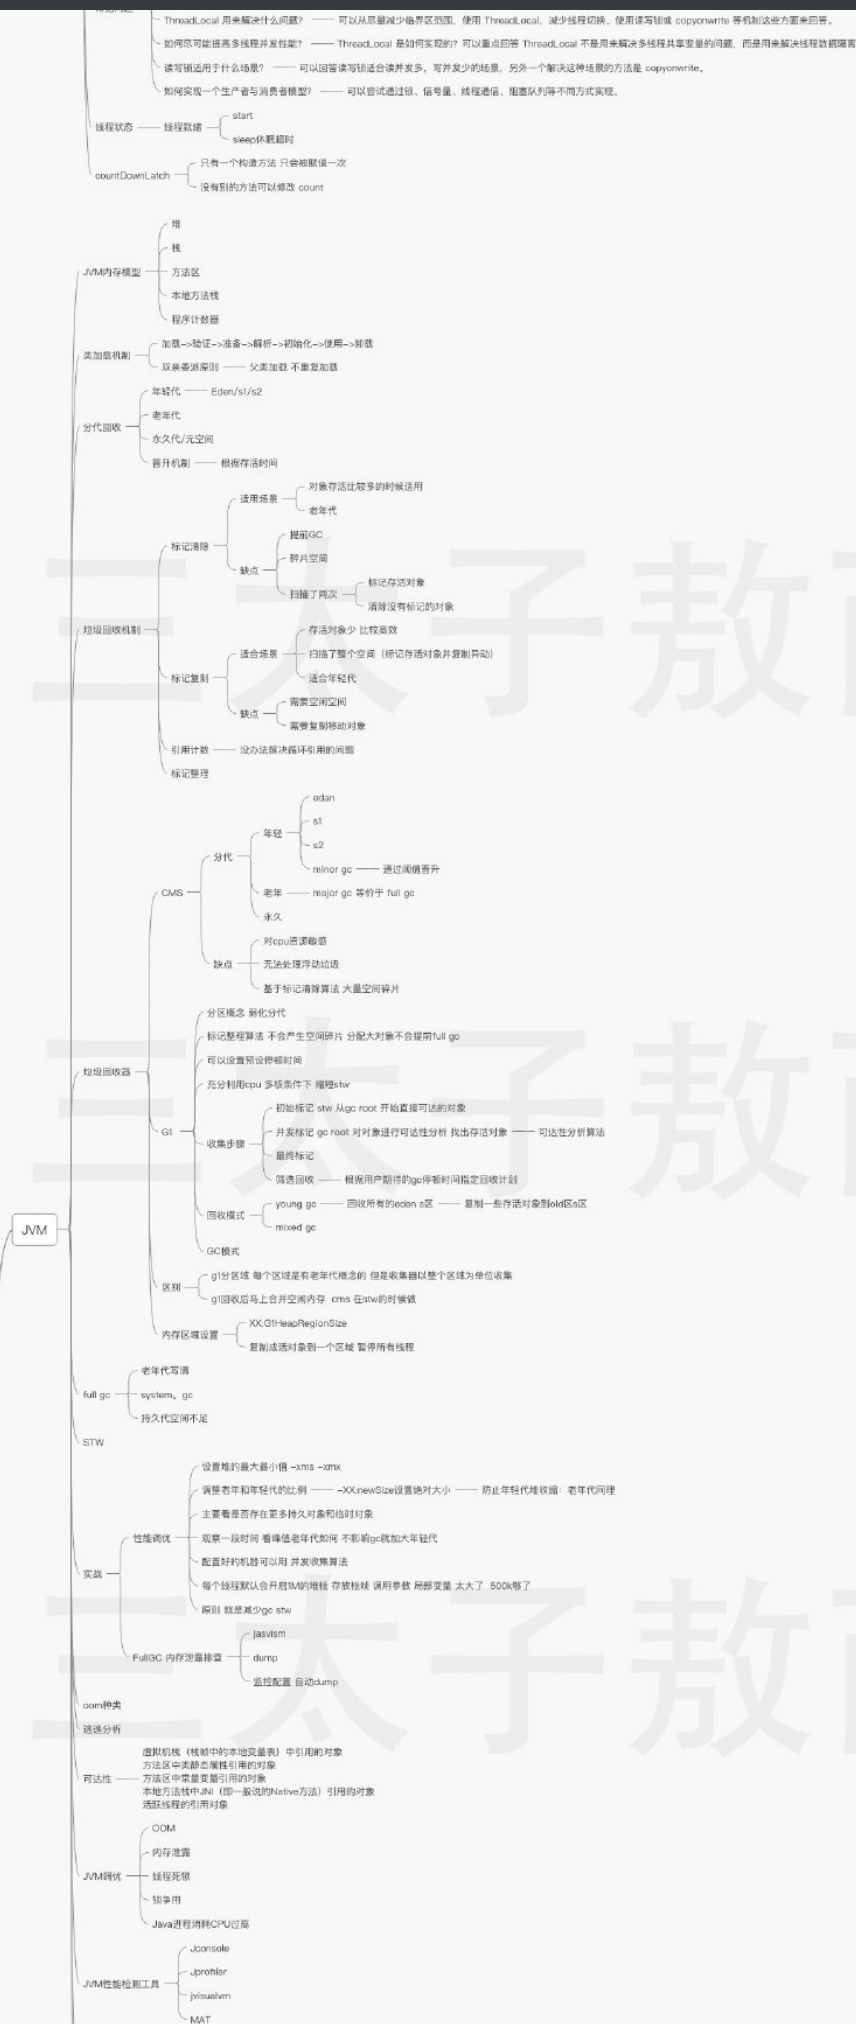 ThreadLocal 用来解决什么问题? 可以从尽量减少临界区范围、使用 ThreadLocal、减少线程切换、使用读写锁或 copyonwrite 等机制这些方面来回答。
如何尽可能提高多线程并发性能? ThreadLocal 是如何实现的?可以重点回答 ThreadLocal 不是用来解决多线程共享变量的问题,而是用来解决线程数据隔离
读写锁适用于什么场景? 可以回答读写锁适合读并发多,写并发少的场景,另外一个解决这种场景的方法是 copyonwrite。
如何实现一个生产者与消费者模型? 可以尝试通过锁、信号量、线程通信、阻塞队列等不同方式实现。
线程状态 线程就绪
start
sleep休眠超时
countDownLatch
只有一个构造方法 只会被赋值一次
没有别的方法可以修改 count
JVM
JVM内存模型
堆
栈
方法区
本地方法栈
程序计数器
类加载机制
加载->验证->准备->解析->初始化->使用->卸载
双亲委派原则 父类加载 不重复加载
分代回收
年轻代 Eden/s1/s2
老年代
永久代/元空间
晋升机制 根据存活时间
垃圾回收机制
标记清除
适用场景
对象存活比较多的时候适用
老年代
缺点
提前GC
碎片空间
扫描了两次
标记存活对象
清除没有标记的对象
标记复制
适合场景
存活对象少 比较高效
扫描了整个空间(标记存活对象并复制异动)
适合年轻代
缺点
需要空闲空间
需要复制移动对象
引用计数 没办法解决循环引用的问题
标记整理
垃圾回收器
CMS
分代
年轻
edan
s1
s2
minor gc 通过阈值晋升
老年 major gc 等价于 full gc
永久
缺点
对cpu资源敏感
无法处理浮动垃圾
基于标记清除算法 大量空间碎片
G1
分区概念 弱化分代
标记整理算法 不会产生空间碎片 分配大对象不会提前full gc
可以设置预设停顿时间
充分利用cpu 多核条件下 缩短stw
收集步骤
初始标记 stw 从gc root 开始直接可达的对象
并发标记 gc root 对对象进行可达性分析 找出存活对象 可达性分析算法
最终标记
筛选回收 根据用户期待的gc停顿时间指定回收计划
回收模式
young gc 回收所有的eden s区 复制一些存活对象到old区s区
mixed gc
GC模式
区别
g1分区域 每个区域是有老年代概念的 但是收集器以整个区域为单位收集
g1回收后马上合并空闲内存 cms 在stw的时候做
内存区域设置
XX:G1HeapRegionSize
复制成活对象到一个区域 暂停所有线程
full gc
老年代写满
system。gc
持久代空间不足
STW
实战
性能调优
设置堆的最大最小值 -xms -xmx
调整老年和年轻代的比例 -XX:newSize设置绝对大小 防止年轻代堆收缩:老年代同理
主要看是否存在更多持久对象和临时对象
观察一段时间 看峰值老年代如何 不影响gc就加大年轻代
配置好的机器可以用 并发收集算法
每个线程默认会开启1M的堆栈 存放栈帧 调用参数 局部变量 太大了 500k够了
原则 就是减少gc stw
FullGC 内存泄露排查
jasvism
dump
监控配置 自动dump
oom种类
逃逸分析
可达性
虚拟机栈(栈帧中的本地变量表)中引用的对象
方法区中类静态属性引用的对象
方法区中常量变量引用的对象
本地方法栈中JNI(即一般说的Native方法)引用的对象
活跃线程的引用对象
JVM调优
OOM
内存泄露
线程死锁
锁争用
Java进程消耗CPU过高
JVM性能检测工具
Jconsole
Jprofiler
jvisualvm
MAT
三太子敖
三太子敖
三太子敖